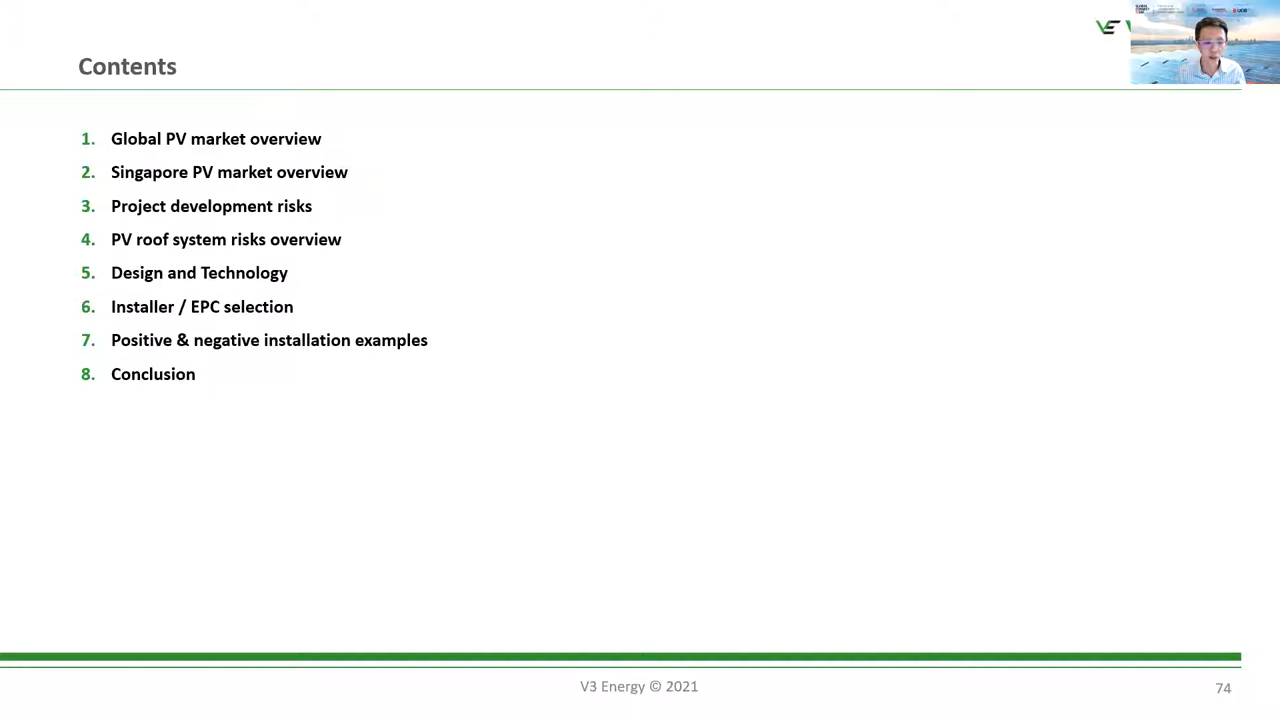 Contents
1. Global PV market overview
2. Singapore PV market overview
3. Project development risks
4. PV roof system risks overview
5. Design and Technology
6. Installer / EPC selection
7. Positive & negative installation examples
8. Conclusion
V3 Energy © 2021
74